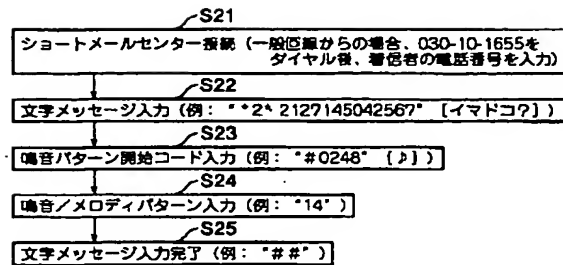 S21
ショートメールセンター接続（一般回線からの場合、030-10-1655を
ダイヤル後、着信者の電話番号を入力）
S22
文字メッセージ入力（例： "*2*2127145042567" [イマドコ?]）
S23
鳴音パターン開始コード入力（例： "#0248" [♪]）
S24
鳴音/メロディパターン入力（例： "14"）
S25
文字メッセージ入力完了（例： "##"）